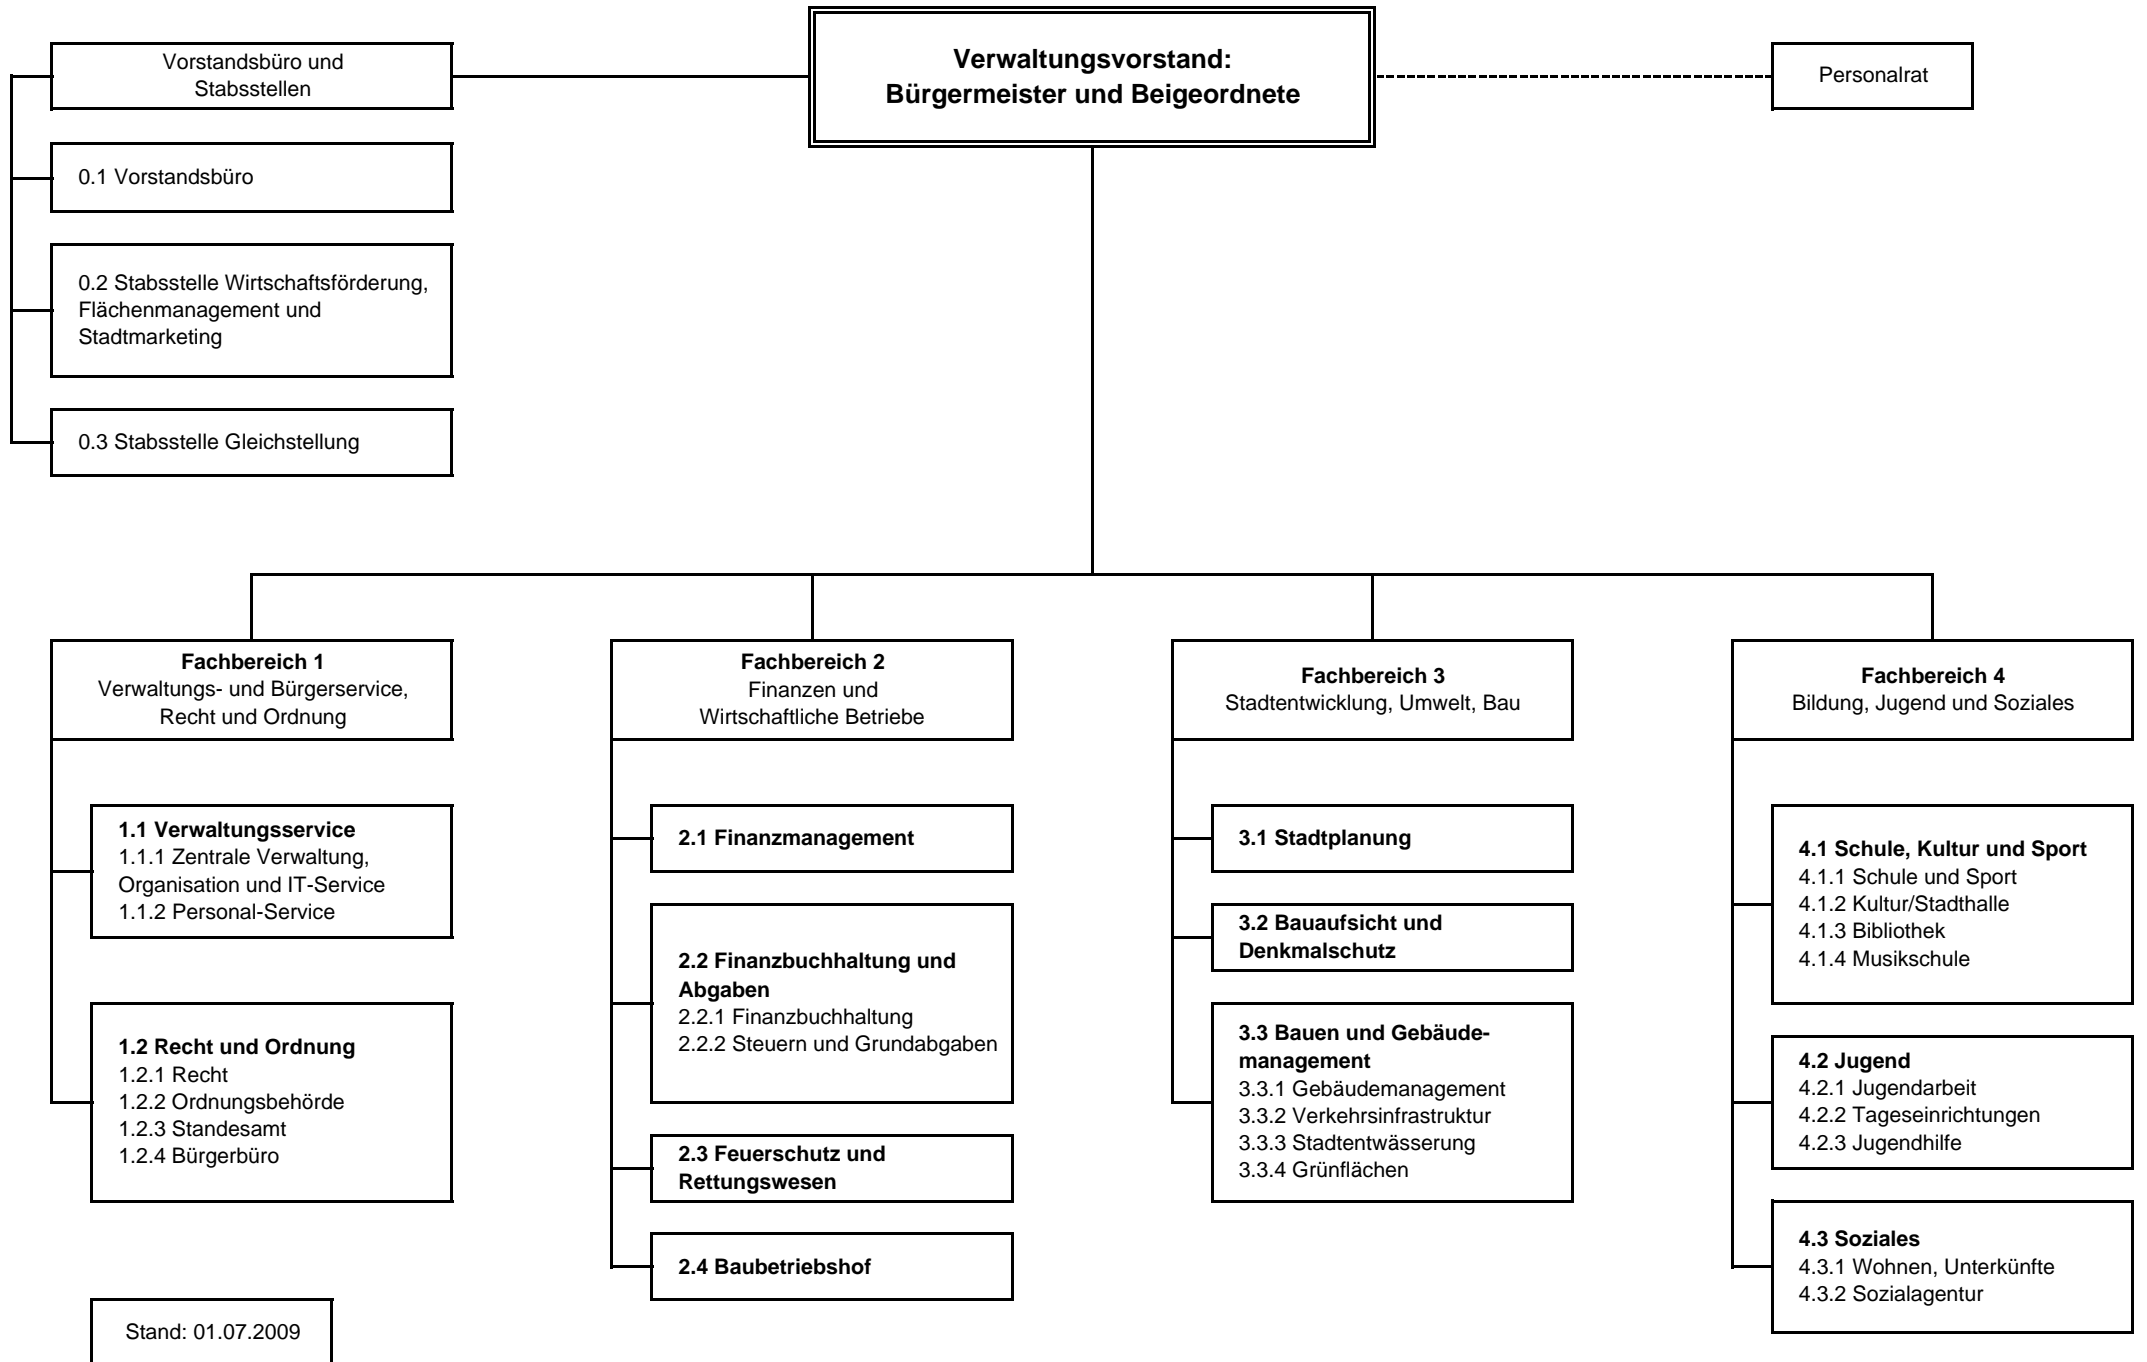 Vorstandsbüro und
Stabsstellen
Verwaltungsvorstand:
Bürgermeister und Beigeordnete
Personalrat
0.1 Vorstandsbüro
0.2 Stabsstelle Wirtschaftsförderung,
Flächenmanagement und
Stadtmarketing
0.3 Stabsstelle Gleichstellung
Fachbereich 1
Verwaltungs- und Bürgerservice,
Recht und Ordnung
1.1 Verwaltungsservice
1.1.1 Zentrale Verwaltung,
Organisation und IT-Service
1.1.2 Personal-Service
1.2 Recht und Ordnung
1.2.1 Recht
1.2.2 Ordnungsbehörde
1.2.3 Standesamt
1.2.4 Bürgerbüro
Fachbereich 2
Finanzen und
Wirtschaftliche Betriebe
2.1 Finanzmanagement
2.2 Finanzbuchhaltung und
Abgaben
2.2.1 Finanzbuchhaltung
2.2.2 Steuern und Grundabgaben
2.3 Feuerschutz und
Rettungswesen
2.4 Baubetriebshof
Fachbereich 3
Stadtentwicklung, Umwelt, Bau
3.1 Stadtplanung
3.2 Bauaufsicht und
Denkmalschutz
3.3 Bauen und Gebäude-
management
3.3.1 Gebäudemanagement
3.3.2 Verkehrsinfrastruktur
3.3.3 Stadtentwässerung
3.3.4 Grünflächen
Fachbereich 4
Bildung, Jugend und Soziales
4.1 Schule, Kultur und Sport
4.1.1 Schule und Sport
4.1.2 Kultur/Stadthalle
4.1.3 Bibliothek
4.1.4 Musikschule
4.2 Jugend
4.2.1 Jugendarbeit
4.2.2 Tageseinrichtungen
4.2.3 Jugendhilfe
4.3 Soziales
4.3.1 Wohnen, Unterkünfte
4.3.2 Sozialagentur
Stand: 01.07.2009